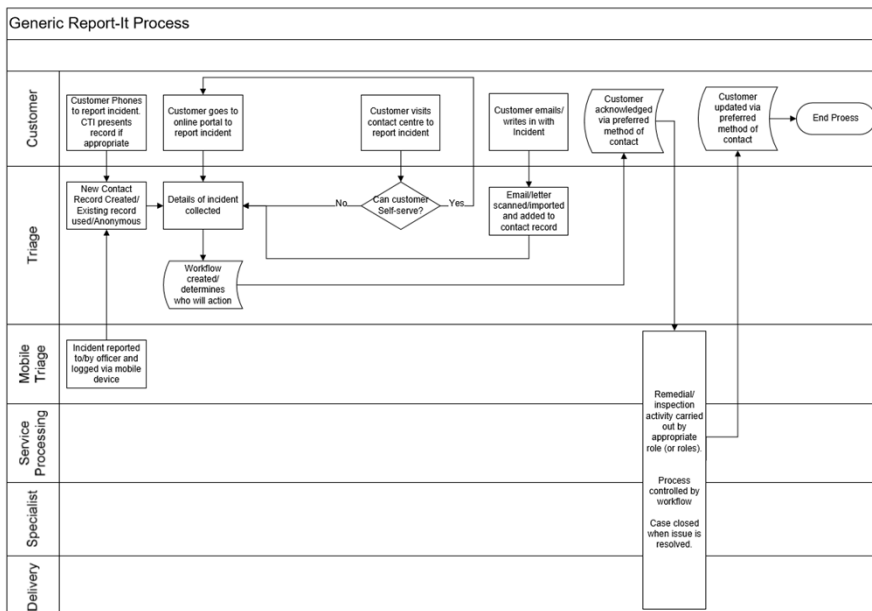 Generic Report-It Process
Customer
Customer Phones
to report incident.
CTI presents
record if
appropriate
Customer goes to
online portal to
report incident
Customer visits
contact centre to
report incident
Customer emails/
writes in with
Incident
Customer
acknowledged
via preferred
method of
contact
Customer
updated via
preferred
method of
contact
End Proess
Triage
New Contact
Record Created/
Existing record
used/Anonymous
Details of incident
collected
No
Can customer
Self-serve?
Yes
Email/letter
scanned/imported
and added to
contact record
Workflow
created/
determines
who will action
Mobile
Triage
Incident reported
to/by officer and
logged via mobile
device
Service
Processing
Remedial/
inspection
activity carried
out by
appropriate
role (or roles).
Process
controlled by
workflow
Case closed
when issue is
resolved.
Specialist
Delivery